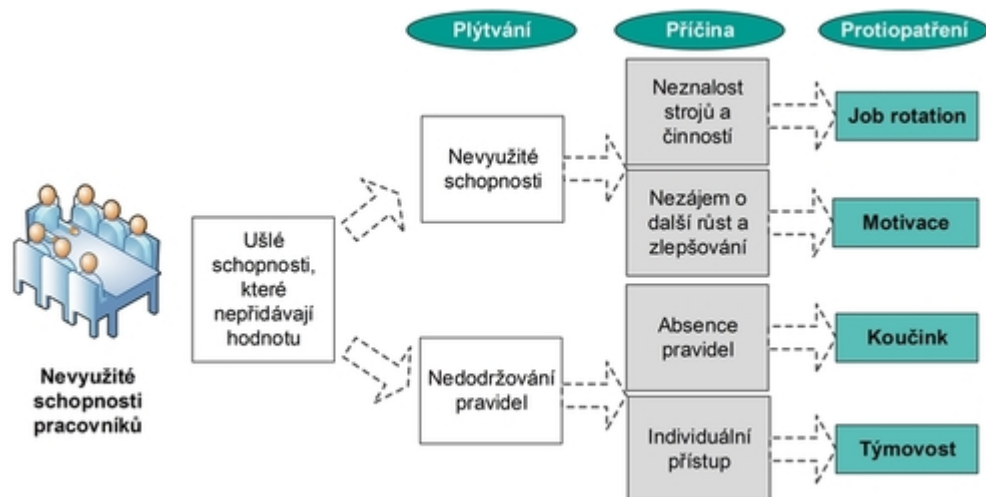 Plýtvání
Příčina
Protiopatření
Neznalost
strojů a
činností
Job rotation
Nevyužité
schopnosti
Nezájem o
další růst a
zlepšování
Motivace
Ušlé
schopnosti,
které
nepřidávají
hodnotu
Absence
pravidel
Koučink
Nevyužité
schopnosti
pracovníků
Nedodržování
pravidel
Individuální
přístup
Týmovost